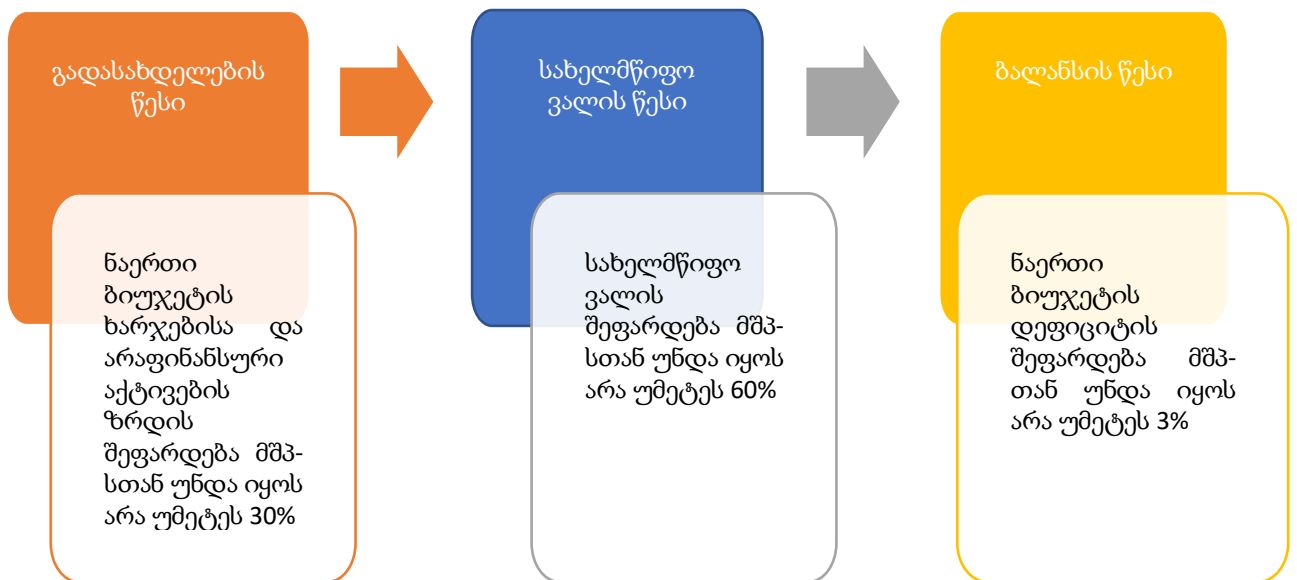 გადასახდელების
წესი
ნაერთი
ბიუჯეტის
ხარჯებისა და
არაფინანსური
აქტივების
ზრდის
შეფარდება მშპ-
სთან უნდა იყოს
არა უმეტეს 30%
სახელმწიფო
ვალის წესი
სახელმწიფო
ვალის
შეფარდება მშპ-
სთან უნდა იყოს
არა უმეტეს 60%
ბალანსის წესი
ნაერთი
ბიუჯეტის
დეფიციტის
შეფარდება მშპ-
თან უნდა იყოს
არა უმეტეს 3%